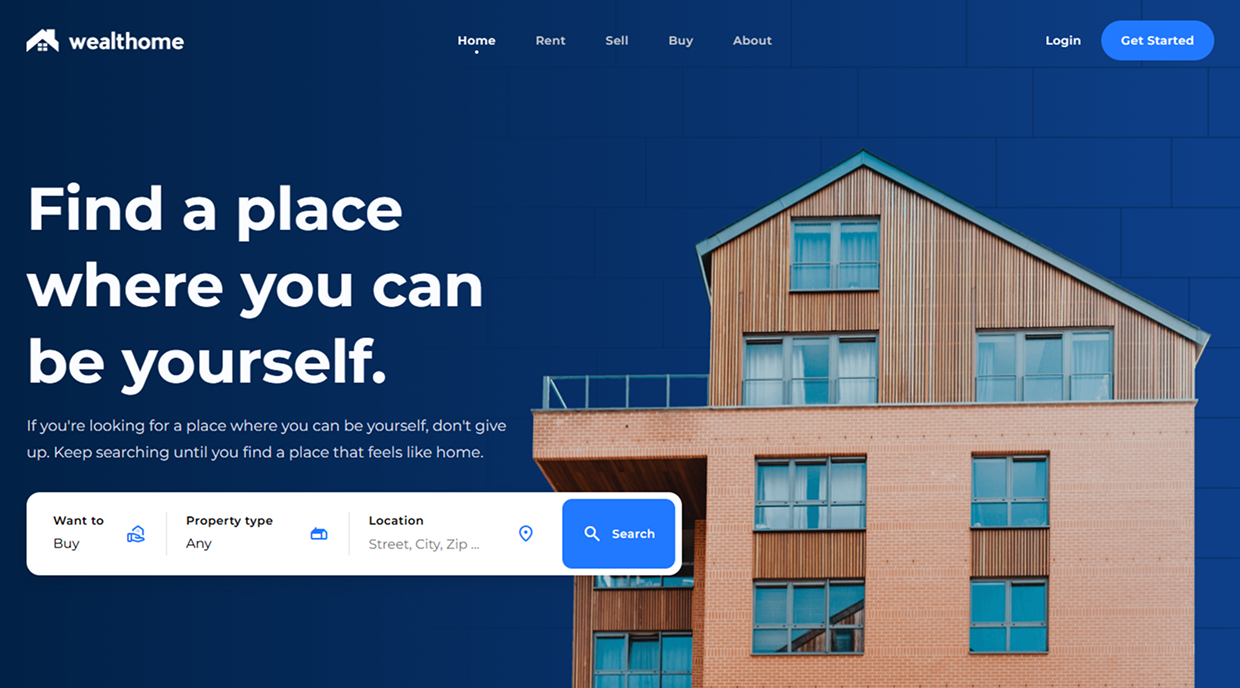 wealthome
Home Rent Sell Buy About
Login Get Started
Find a place
where you can
be yourself.
If you're looking for a place where you can be yourself, don't give
up. Keep searching until you find a place that feels like home.
Want to Property type Location
Buy Any Street, City, Zip ...
Search